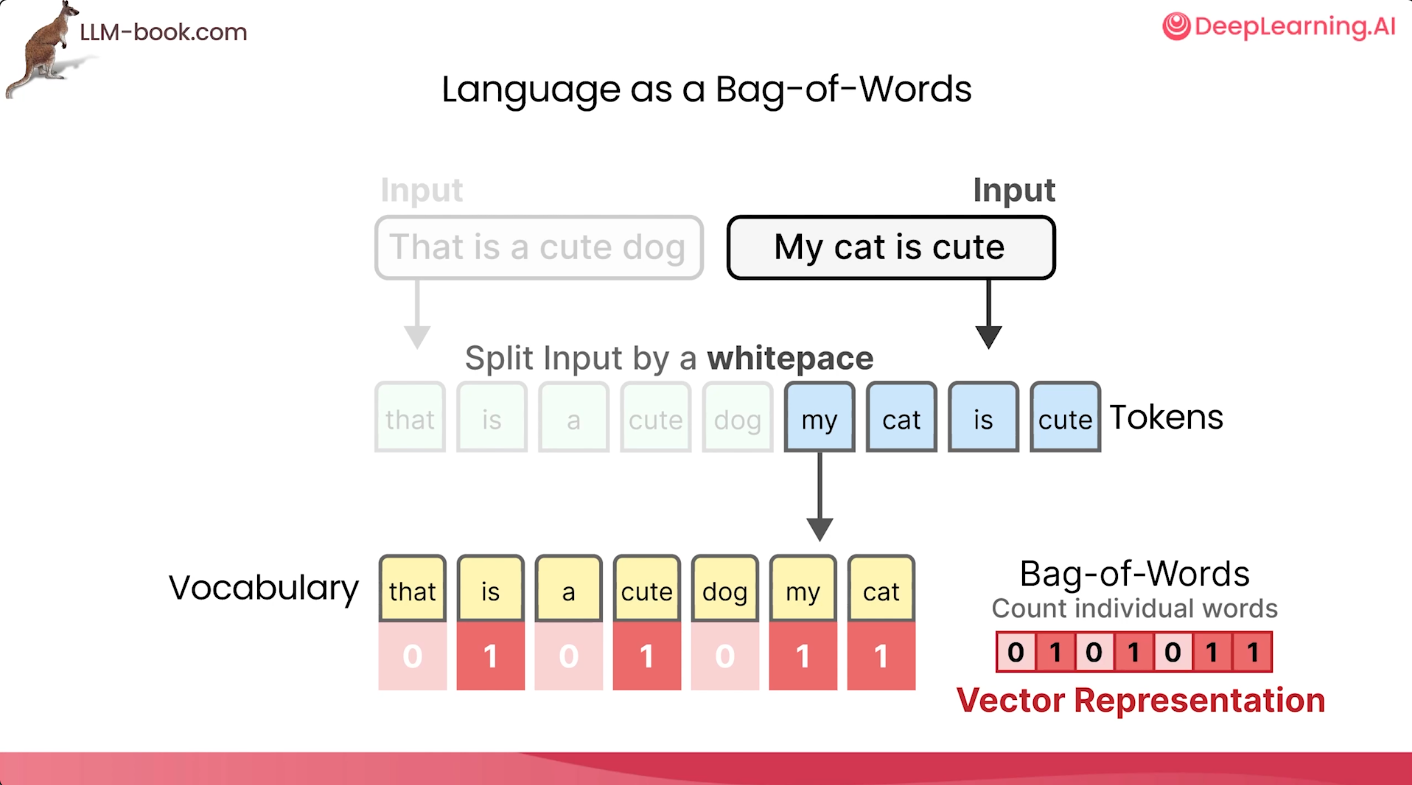 LLM-book.com
DeepLearning.AI
Language as a Bag-of-Words
Input
Input
That is a cute dog
My cat is cute
Split Input by a whitepace
that is a cute dog my cat is cute Tokens
Vocabulary that is a cute dog my cat
0 1 0 1 0 1 1
Bag-of-Words
Count individual words
0 1 0 1 0 1 1
Vector Representation